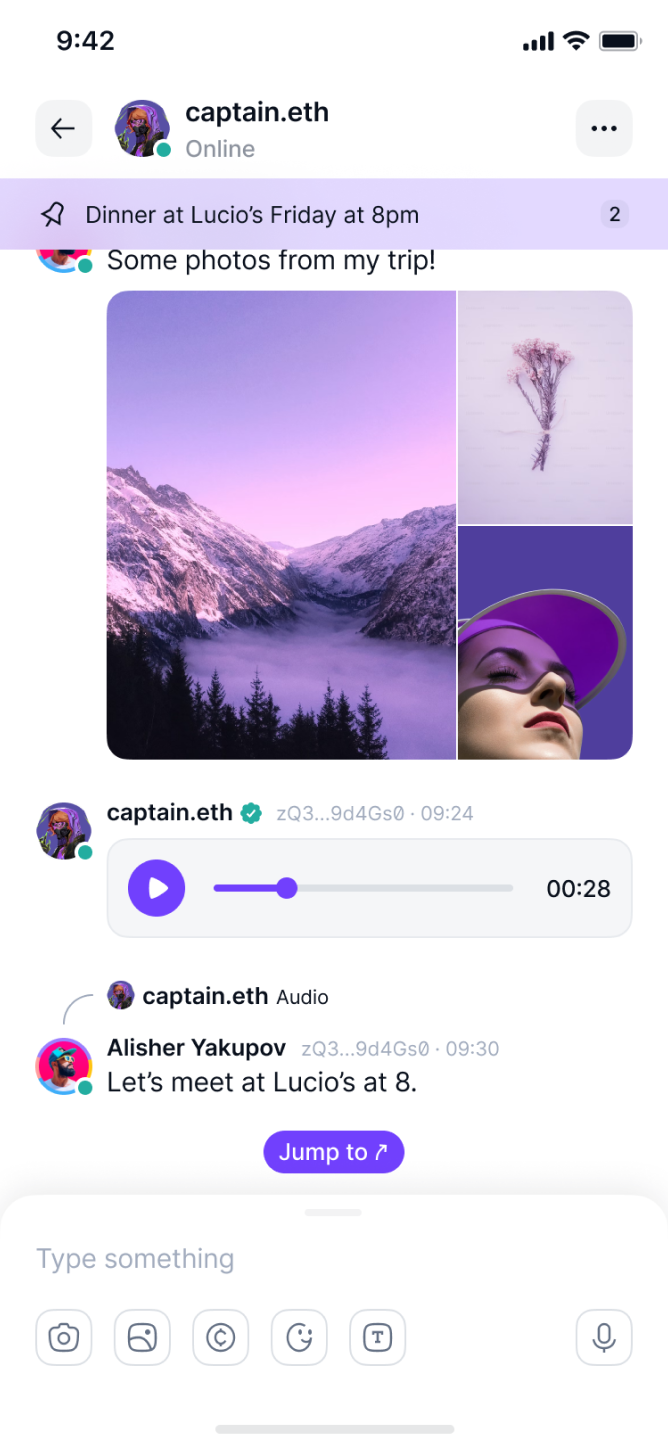 9:42
captain.eth
Online
Dinner at Lucio’s Friday at 8pm
2
Some photos from my trip!
captain.eth zQ3...9d4Gs0 · 09:24
00:28
captain.eth Audio
Alisher Yakupov zQ3...9d4Gs0 · 09:30
Let’s meet at Lucio’s at 8.
Jump to ↗
Type something
T